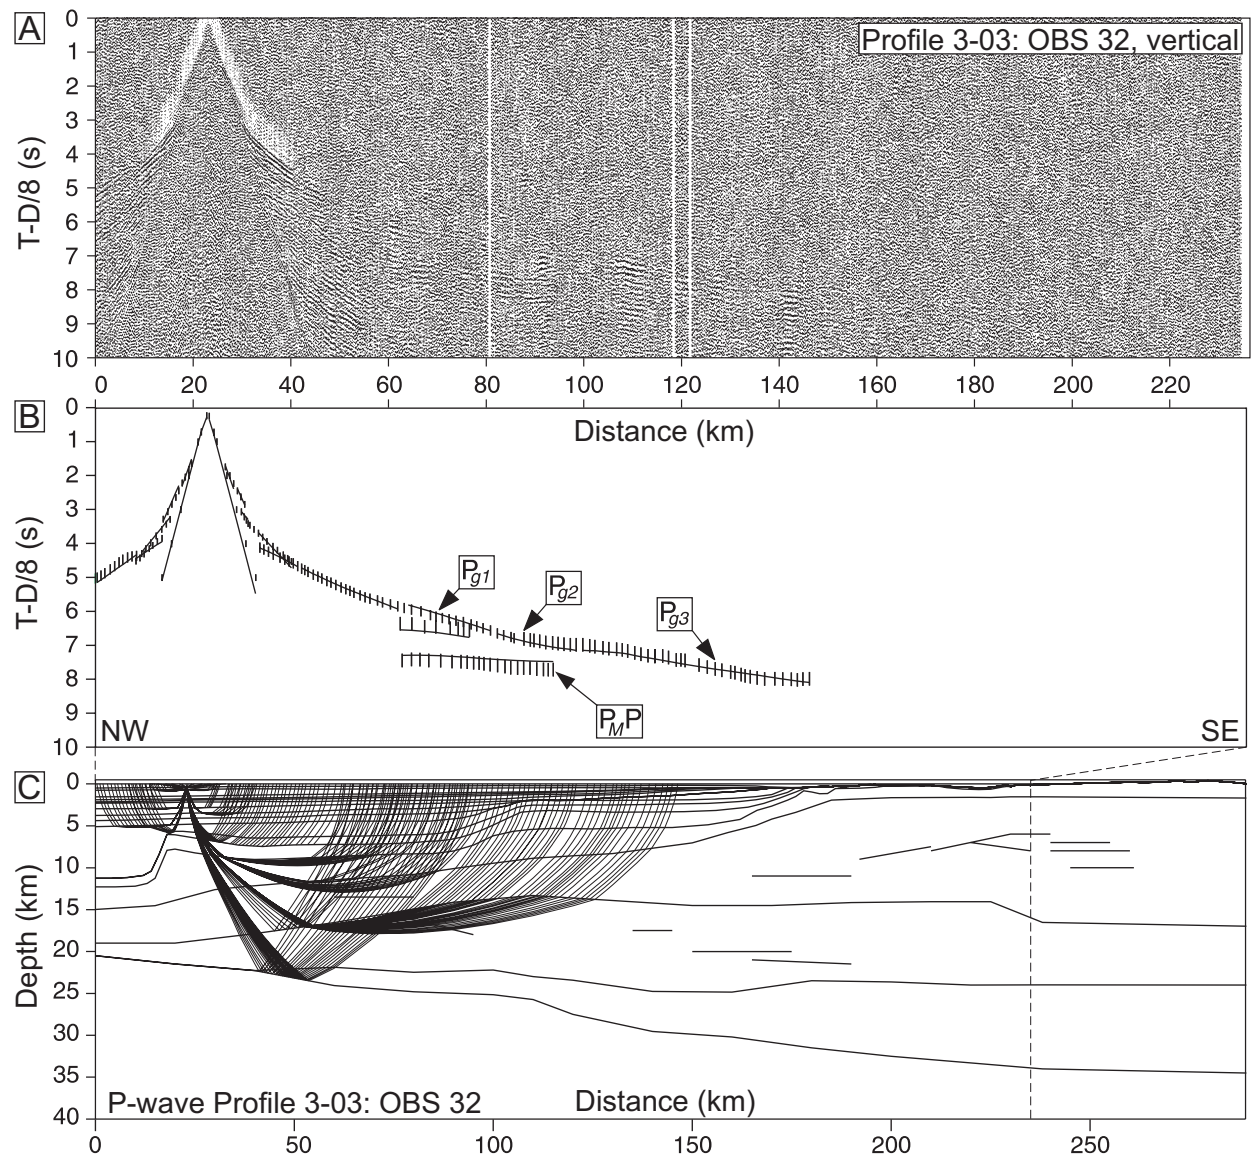 A
Profile 3-03: OBS 32, vertical
T-D/8 (s)
0
1
2
3
4
5
6
7
8
9
10
0 20 40 60 80 100 120 140 160 180 200 220
B
Distance (km)
T-D/8 (s)
0
1
2
3
4
5
6
7
8
9
10
Pg1
Pg2
Pg3
PMP
NW
SE
C
Depth (km)
0
5
10
15
20
25
30
35
40
P-wave Profile 3-03: OBS 32
Distance (km)
0 50 100 150 200 250